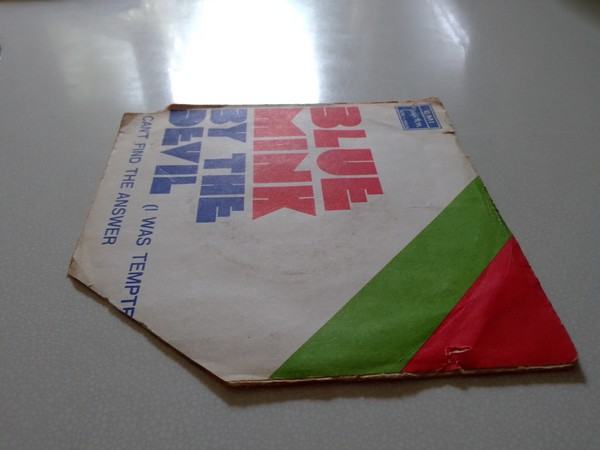 BLUE
MINK
BY THE
DEVIL (I WAS TEMPTE
CAN'T FIND THE ANSWER